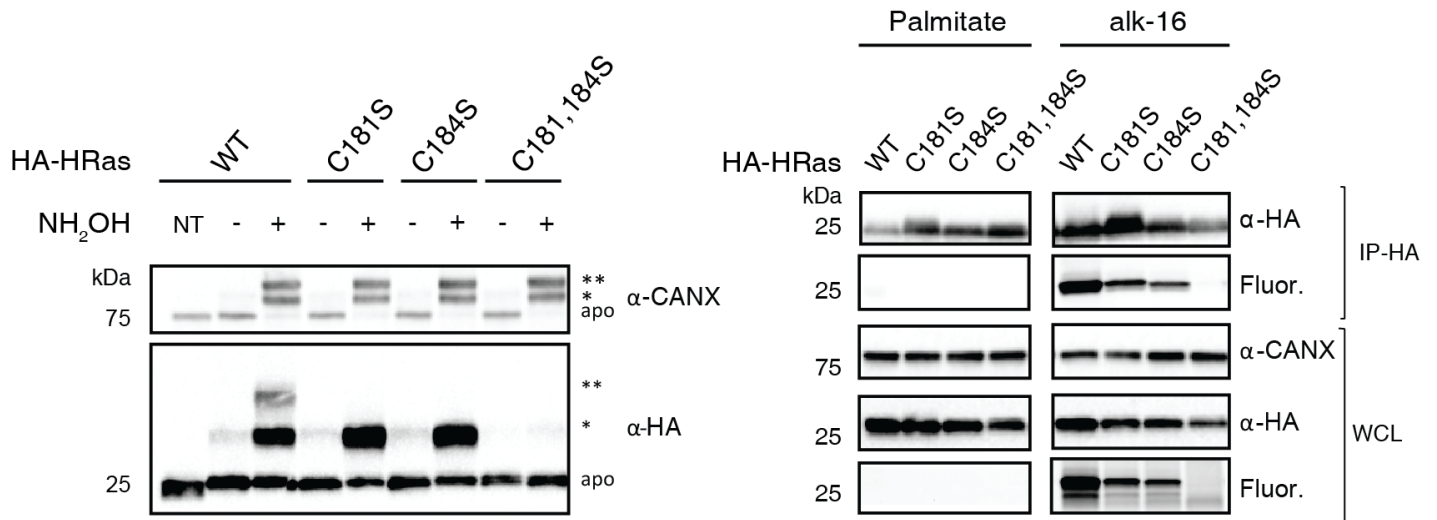 HA-HRas
WT
C181S
C184S
C181,184S
NH2OH
NT - + - + - + - +
kDa
75
**
*
apo
α-CANX
25
**
*
apo
α-HA
Palmitate alk-16
HA-HRas
WT C181S C184S C181,184S WT C181S C184S C181,184S
kDa
25 α-HA
25 Fluor.
IP-HA
75 α-CANX
25 α-HA
25 Fluor.
WCL